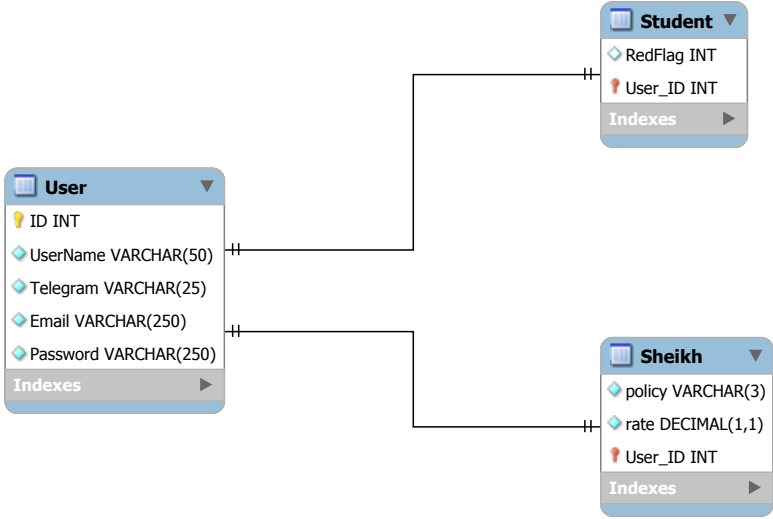 Student
RedFlag INT
User_ID INT
Indexes
User
ID INT
UserName VARCHAR(50)
Telegram VARCHAR(25)
Email VARCHAR(250)
Password VARCHAR(250)
Indexes
Sheikh
policy VARCHAR(3)
rate DECIMAL(1,1)
User_ID INT
Indexes